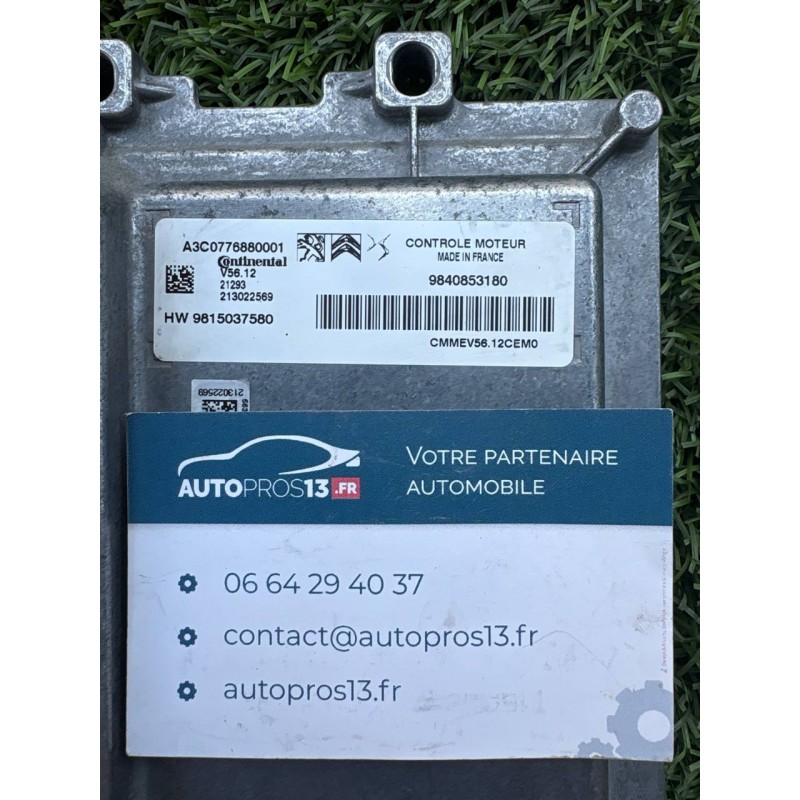 A3C0776880001
Continental
V56.12
21293
213022569
HW 9815037580
CONTROLE MOTEUR
MADE IN FRANCE
9840853180
CMMEV56.12CEM0
213022569
AUTOPROS13.FR
VOTRE PARTENAIRE
AUTOMOBILE
06 64 29 40 37
contact@autopros13.fr
autopros13.fr